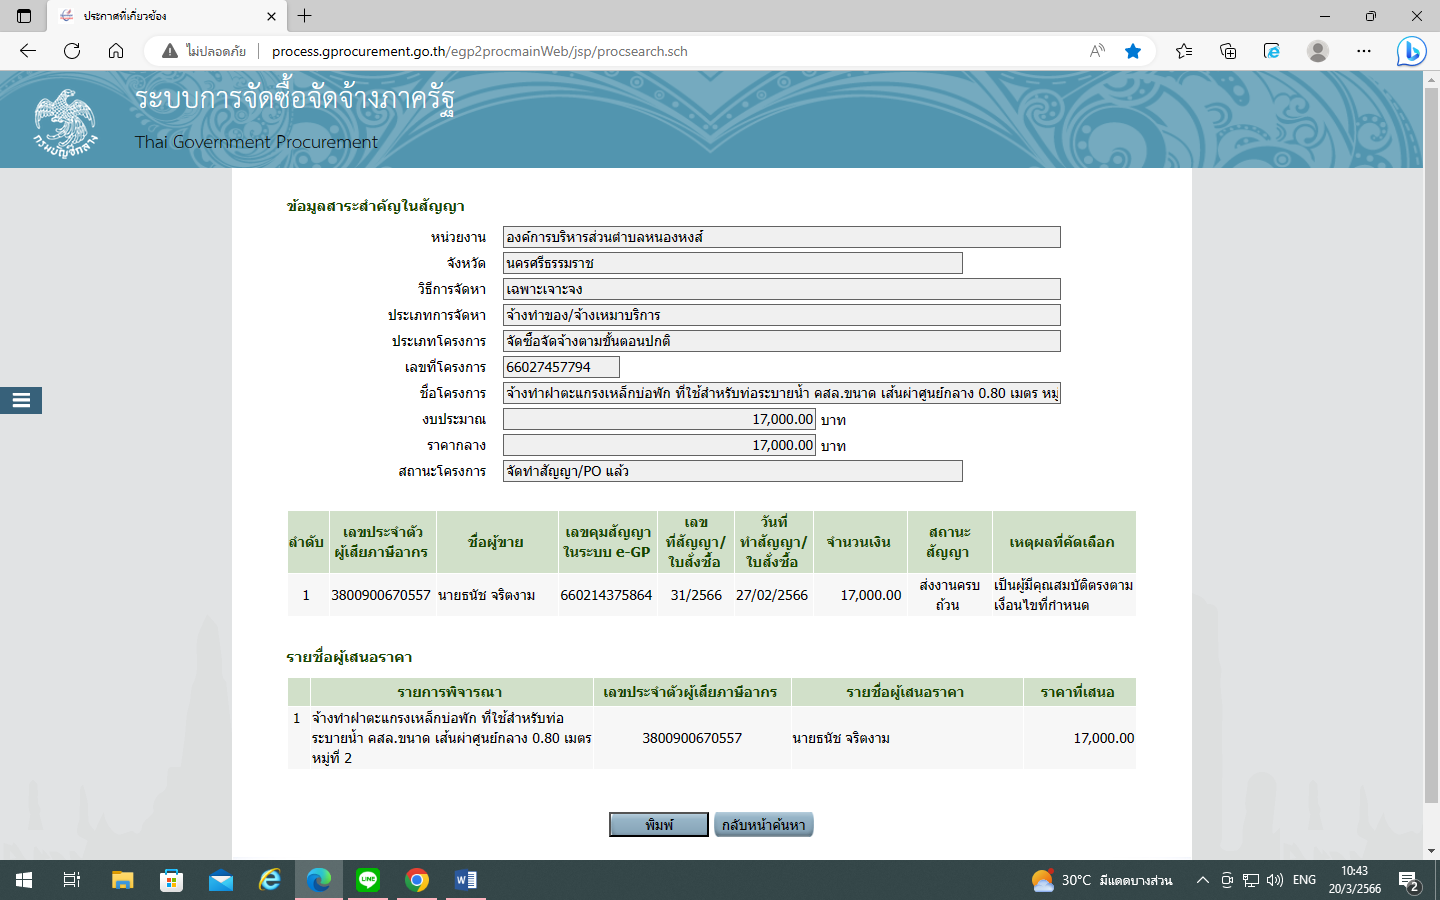 ประกาศที่เกี่ยวข้อง
ไม่ปลอดภัย process.gprocurement.go.th/egp2procmainWeb/jsp/procsearch.sch
ระบบการจัดซื้อจัดจ้างภาครัฐ
Thai Government Procurement
กรมบัญชีกลาง
ข้อมูลสาระสำคัญในสัญญา
หน่วยงาน องค์การบริหารส่วนตำบลหนองหงส์
จังหวัด นครศรีธรรมราช
วิธีการจัดหา เฉพาะเจาะจง
ประเภทการจัดหา จ้างทำของ/จ้างเหมาบริการ
ประเภทโครงการ จัดซื้อจัดจ้างตามขั้นตอนปกติ
เลขที่โครงการ 66027457794
ชื่อโครงการ จ้างทำฝาตะแกรงเหล็กบ่อพัก ที่ใช้สำหรับท่อระบายน้ำ คสล.ขนาด เส้นผ่าศูนย์กลาง 0.80 เมตร หมู่
งบประมาณ 17,000.00 บาท
ราคากลาง 17,000.00 บาท
สถานะโครงการ จัดทำสัญญา/PO แล้ว
ลำดับ เลขประจำตัวผู้เสียภาษีอากร ชื่อผู้ขาย เลขคุมสัญญาในระบบ e-GP เลขที่สัญญา/ใบสั่งซื้อ วันที่ทำสัญญา/ใบสั่งซื้อ จำนวนเงิน สถานะสัญญา เหตุผลที่คัดเลือก
1 3800900670557 นายธนัช จริตงาม 660214375864 31/2566 27/02/2566 17,000.00 ส่งงานครบถ้วน เป็นผู้มีคุณสมบัติตรงตามเงื่อนไขที่กำหนด
รายชื่อผู้เสนอราคา
รายการพิจารณา เลขประจำตัวผู้เสียภาษีอากร รายชื่อผู้เสนอราคา ราคาที่เสนอ
1 จ้างทำฝาตะแกรงเหล็กบ่อพัก ที่ใช้สำหรับท่อ
ระบายน้ำ คสล.ขนาด เส้นผ่าศูนย์กลาง 0.80 เมตร 3800900670557 นายธนัช จริตงาม 17,000.00
หมู่ที่ 2
พิมพ์ กลับหน้าค้นหา
30°C มีแดดบางส่วน ENG 10:43
20/3/2566 2